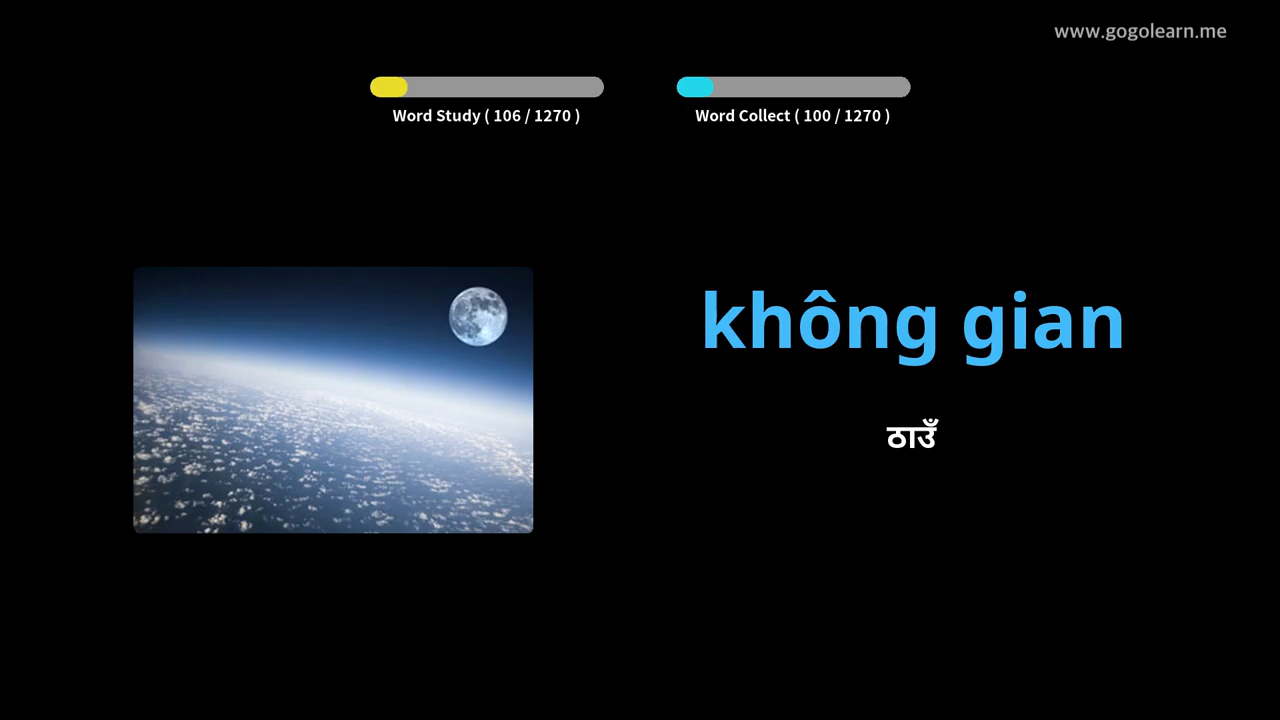 www.gogolearn.me
Word Study ( 106 / 1270 )
Word Collect ( 100 / 1270 )
không gian
ठाउँ